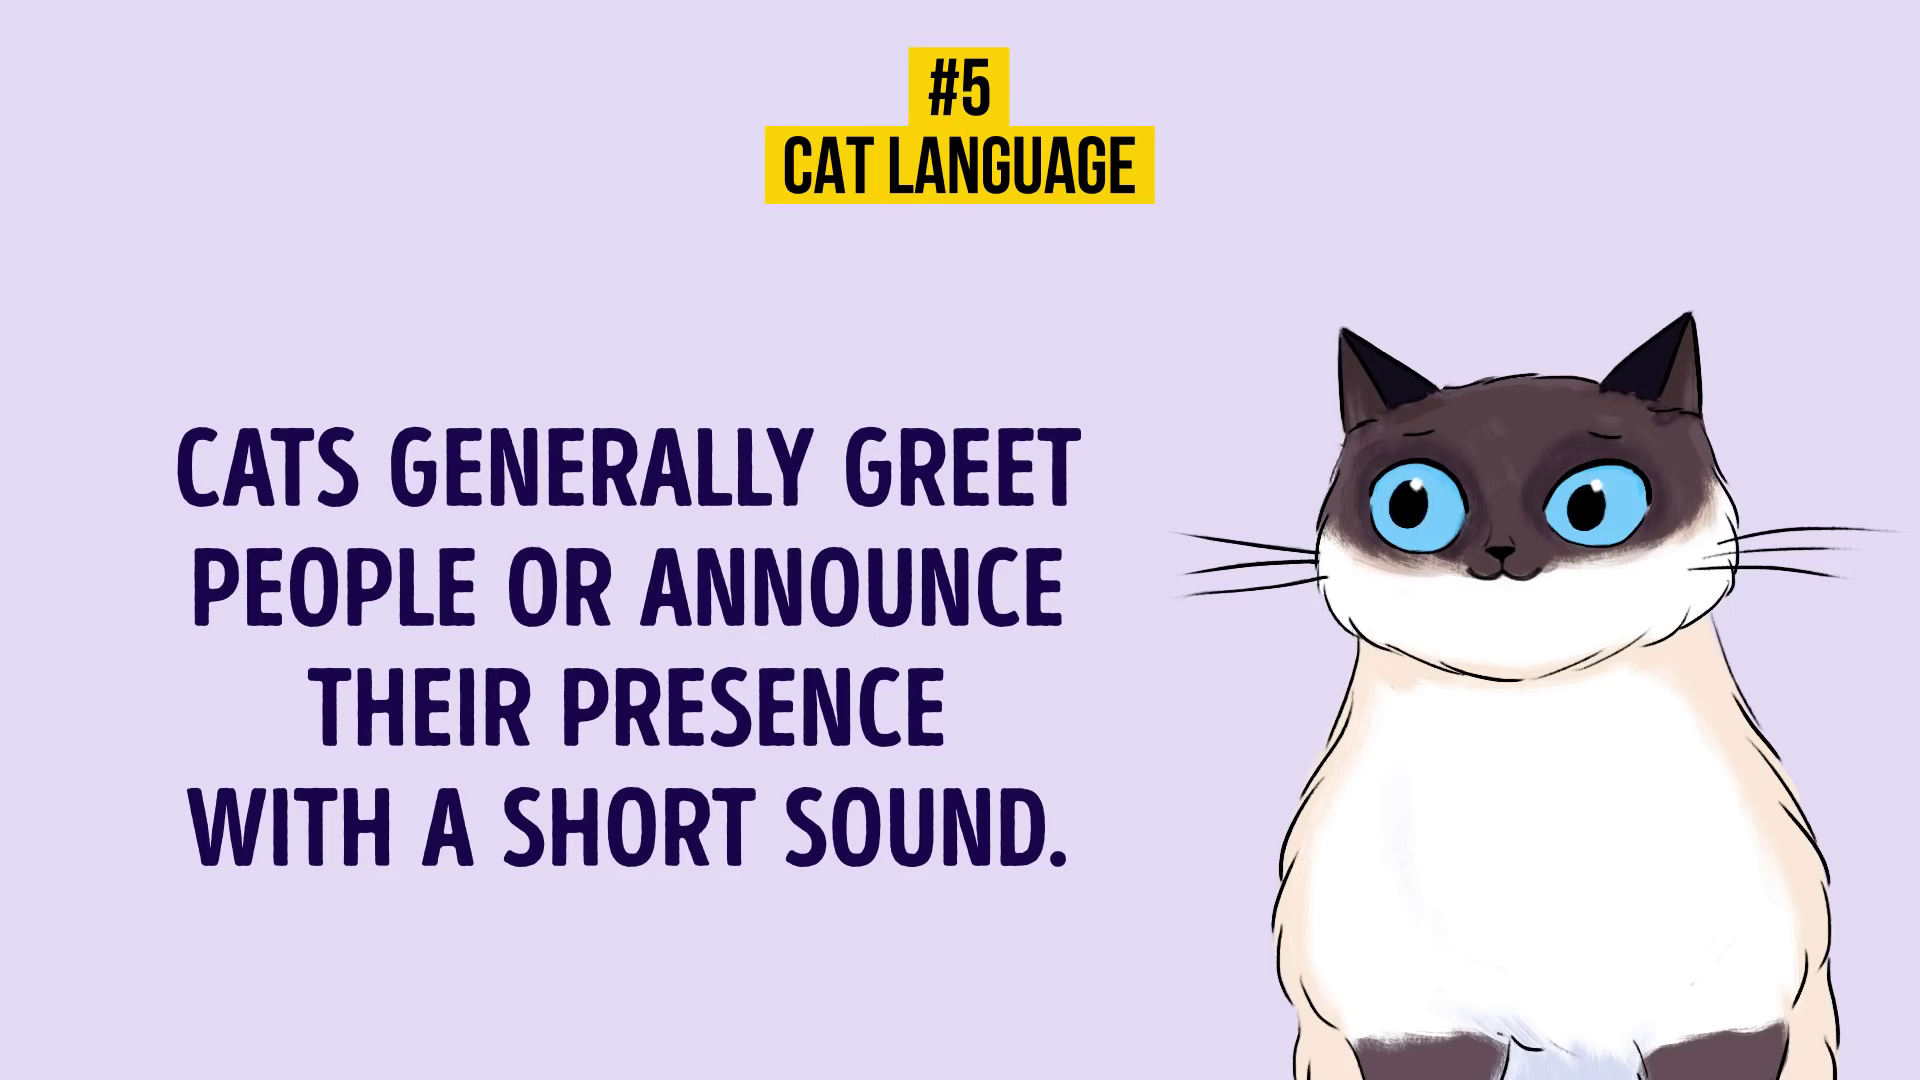 #5
CAT LANGUAGE
CATS GENERALLY GREET
PEOPLE OR ANNOUNCE
THEIR PRESENCE
WITH A SHORT SOUND.